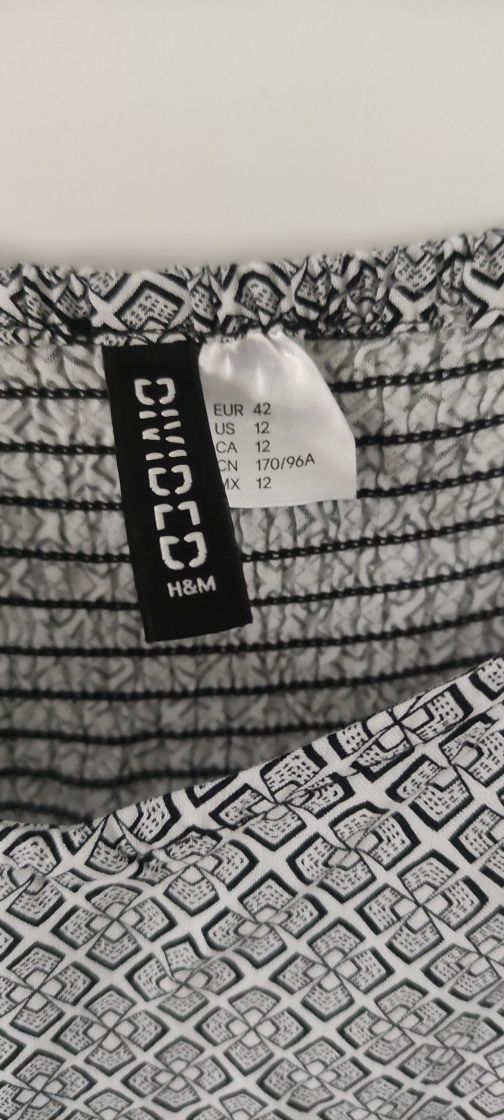 DIVIDED
H&M
EUR 42
US 12
CA 12
CN 170/96A
MX 12